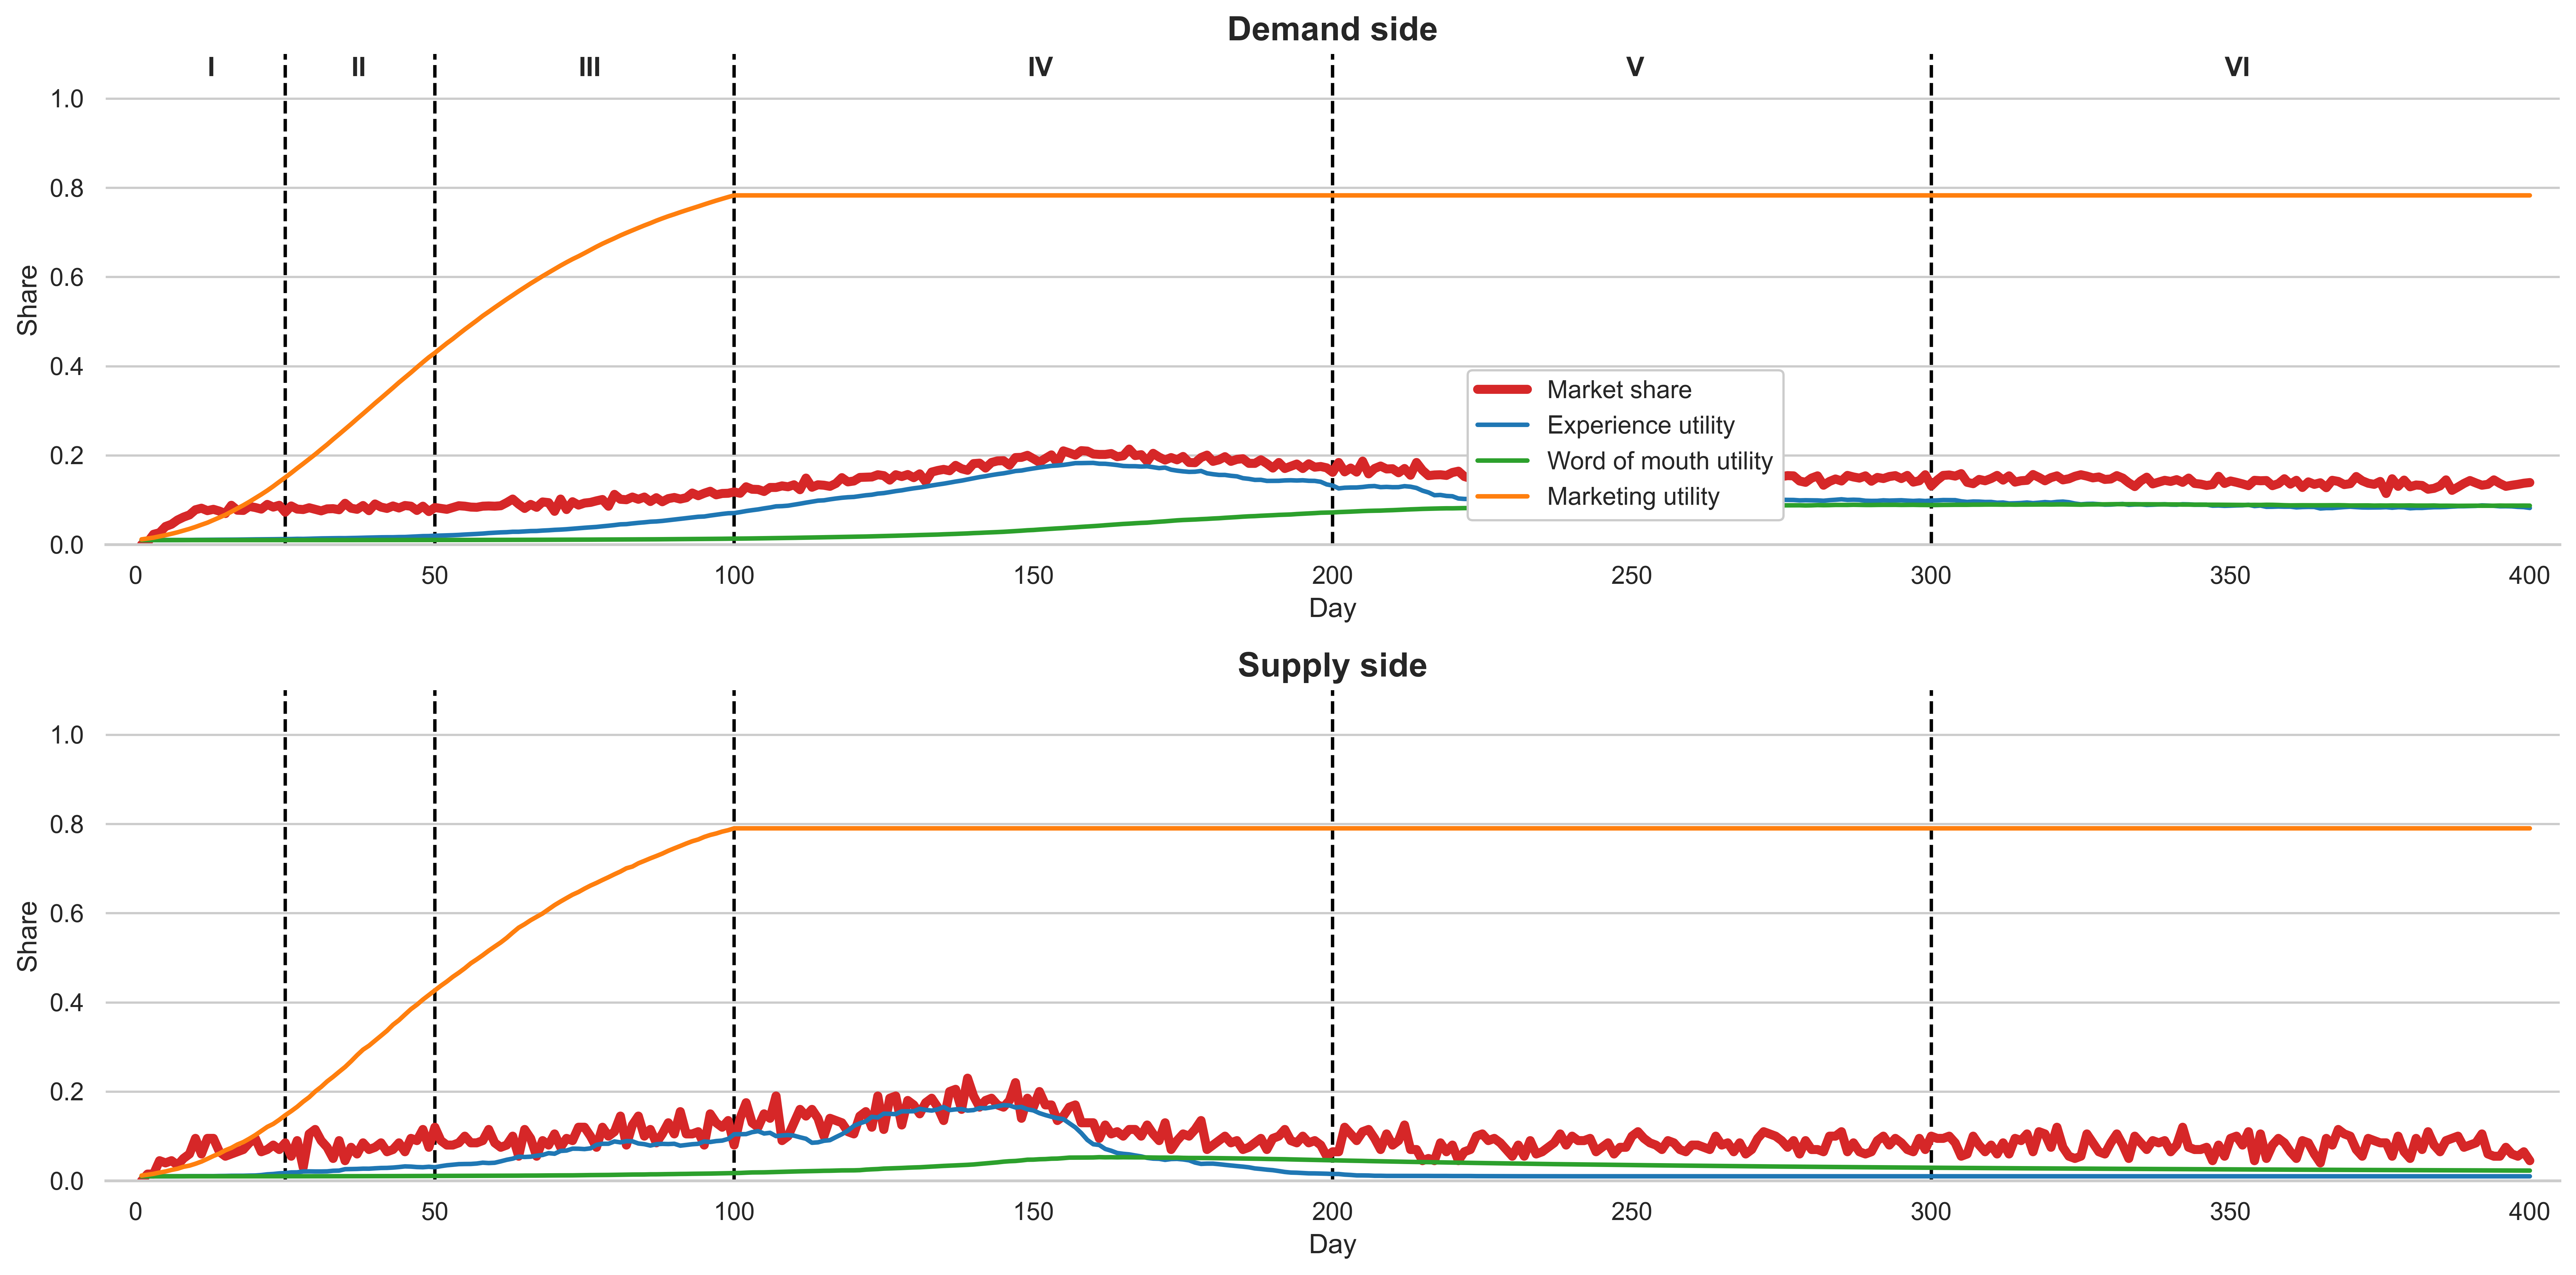 Demand side
I II III IV V VI
1.0
0.8
0.6
0.4
0.2
0.0
Share
Market share
Experience utility
Word of mouth utility
Marketing utility
0 50 100 150 200 250 300 350 400
Day
Supply side
1.0
0.8
0.6
0.4
0.2
0.0
Share
0 50 100 150 200 250 300 350 400
Day